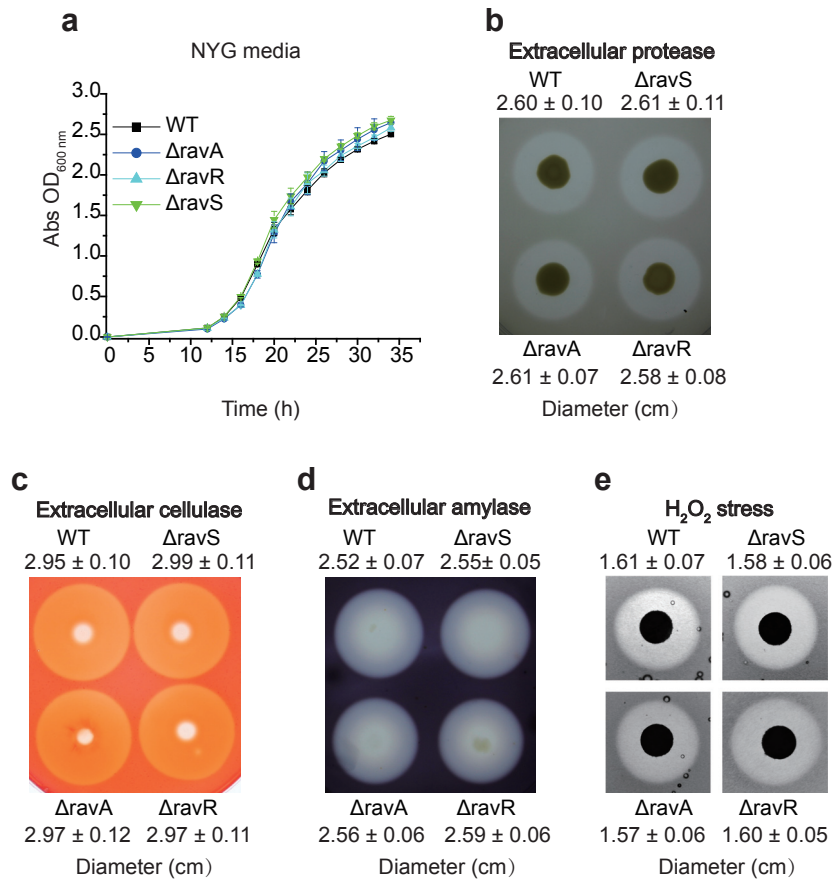 a
NYG media
WT
ΔravA
ΔravR
ΔravS
Abs OD600 nm
3.0
2.5
2.0
1.5
1.0
0.5
0.0
0 5 10 15 20 25 30 35
Time (h)
b
Extracellular protease
WT ΔravS
2.60 ± 0.10 2.61 ± 0.11
ΔravA ΔravR
2.61 ± 0.07 2.58 ± 0.08
Diameter (cm)
c
Extracellular cellulase
WT ΔravS
2.95 ± 0.10 2.99 ± 0.11
ΔravA ΔravR
2.97 ± 0.12 2.97 ± 0.11
Diameter (cm)
d
Extracellular amylase
WT ΔravS
2.52 ± 0.07 2.55± 0.05
ΔravA ΔravR
2.56 ± 0.06 2.59 ± 0.06
Diameter (cm)
e
H2O2 stress
WT ΔravS
1.61 ± 0.07 1.58 ± 0.06
ΔravA ΔravR
1.57 ± 0.06 1.60 ± 0.05
Diameter (cm)